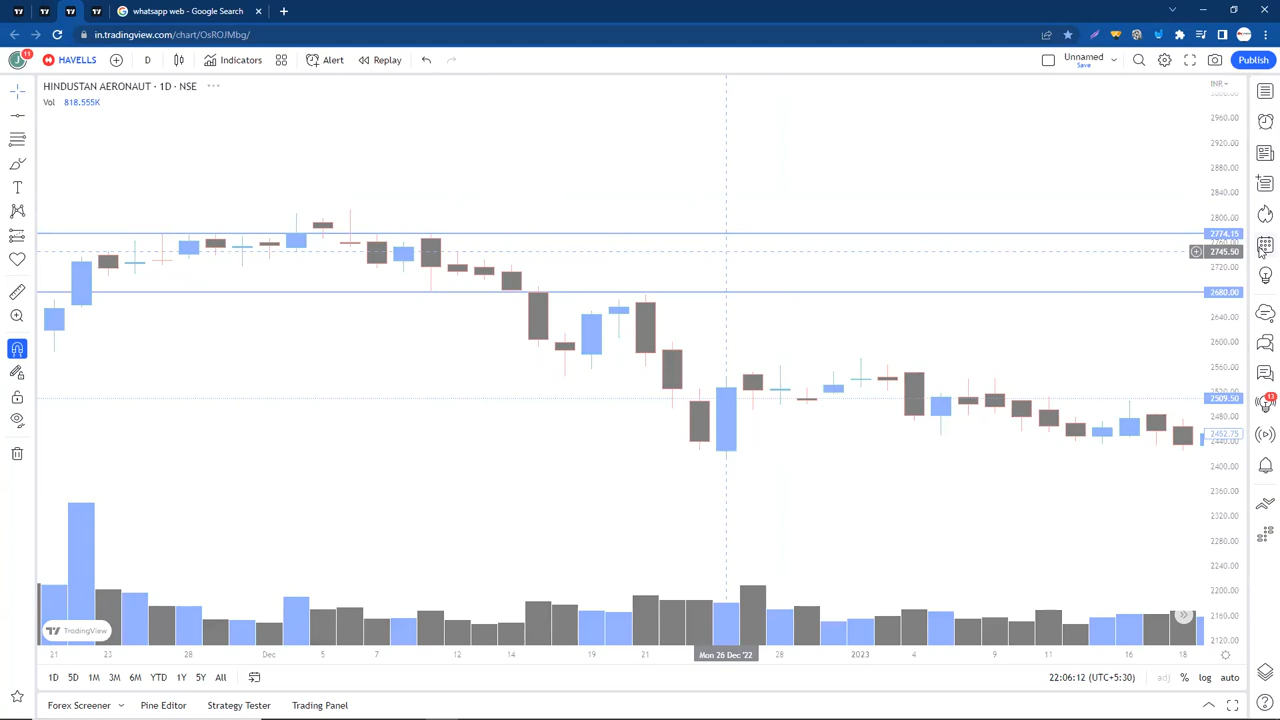 whatsapp web - Google Search
in.tradingview.com/chart/OsROJMbg/
11
HAVELLS
D
Indicators
Alert
Replay
Unnamed
Save
Publish
HINDUSTAN AERONAUT · 1D · NSE
Vol 818.555K
INR
2960.00
2920.00
2880.00
2840.00
2800.00
2774.15
2745.50
2720.00
2680.00
2640.00
2600.00
2560.00
2509.50
2480.00
2452.75
2440.00
2400.00
2360.00
2320.00
2280.00
2240.00
2200.00
2160.00
2120.00
13
TradingView
21 23 28 Dec 5 7 12 14 19 21 Mon 26 Dec '22 28 2023 4 9 11 16 18
1D 5D 1M 3M 6M YTD 1Y 5Y All
22:06:12 (UTC+5:30) adj % log auto
Forex Screener Pine Editor Strategy Tester Trading Panel